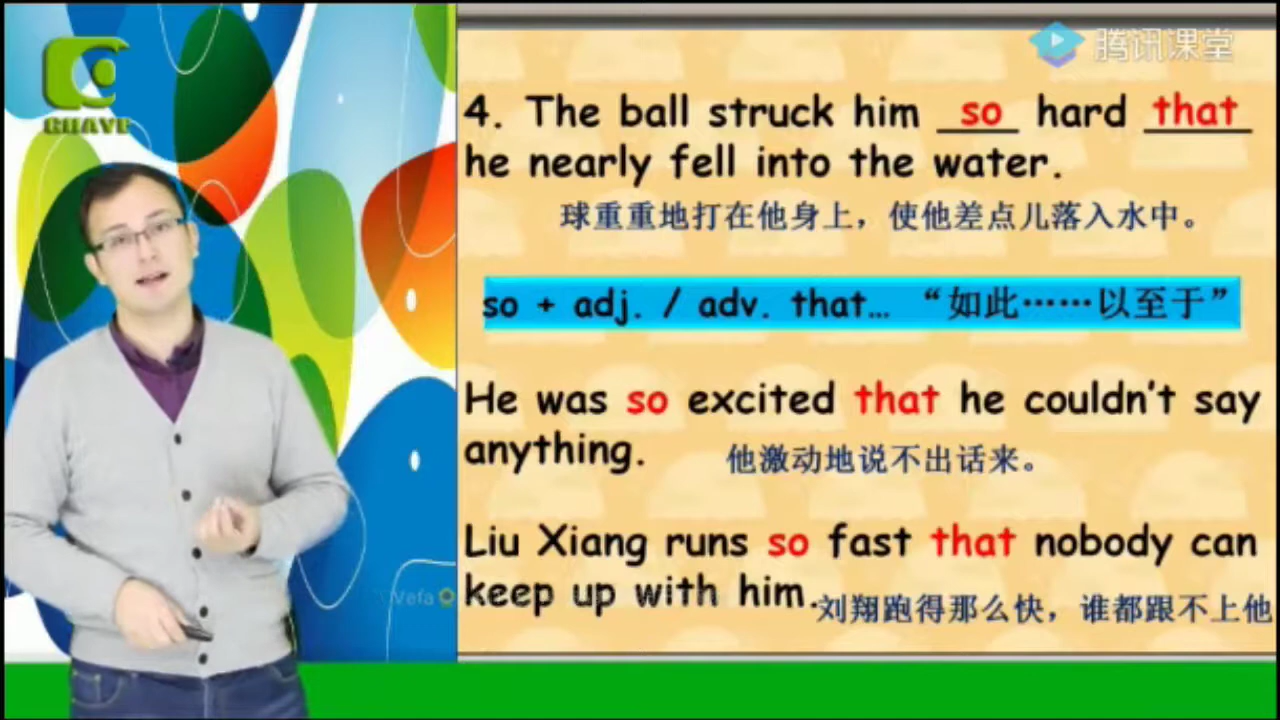 腾讯课堂
4. The ball struck him so hard that
he nearly fell into the water.
球重重地打在他身上，使他差点儿落入水中。
so + adj. / adv. that… “如此……以至于”
He was so excited that he couldn’t say
anything.
他激动地说不出话来。
Liu Xiang runs so fast that nobody can
keep up with him.
刘翔跑得那么快，谁都跟不上他
Vefa